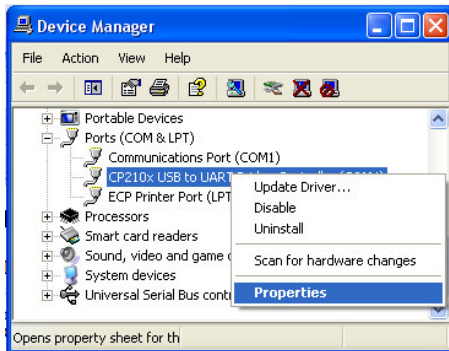 Device Manager
File Action View Help
Portable Devices
Ports (COM & LPT)
Communications Port (COM1)
CP210x USB to UART
ECP Printer Port (LPT
Update Driver...
Disable
Uninstall
Scan for hardware changes
Properties
Processors
Smart card readers
Sound, video and game
System devices
Universal Serial Bus
Opens property sheet for th